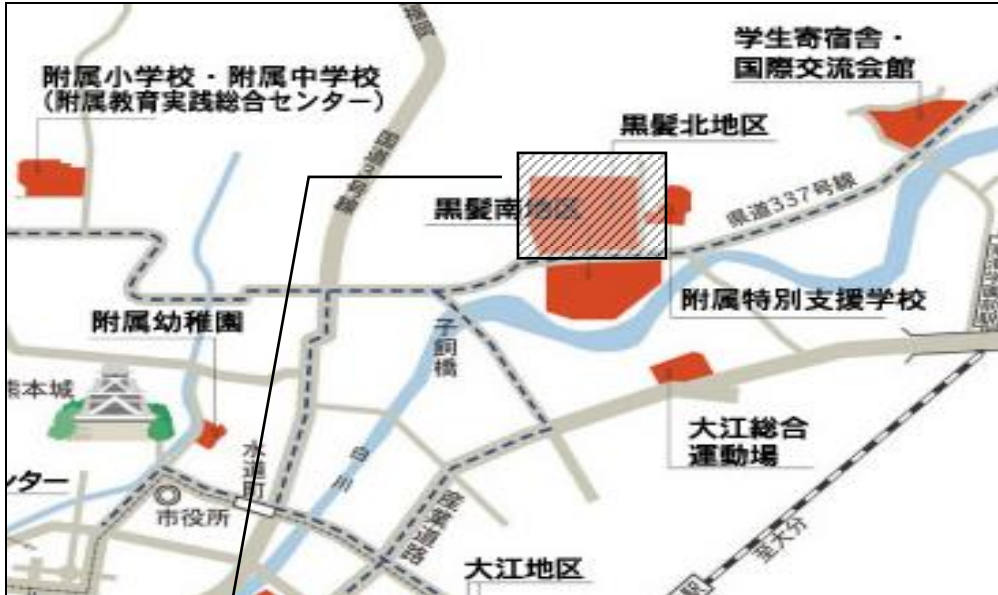 附属小学校・附属中学校
(附属教育実践総合センター)
学生寄宿舎・
国際交流会館
黒髪北地区
黒髪南地区
国道3号線
県道337号線
附属特別支援学校
附属幼稚園
子飼橋
熊本城
大江総合
運動場
水道町
白川
ンター
市役所
産業道路
至大分
大江地区
駅